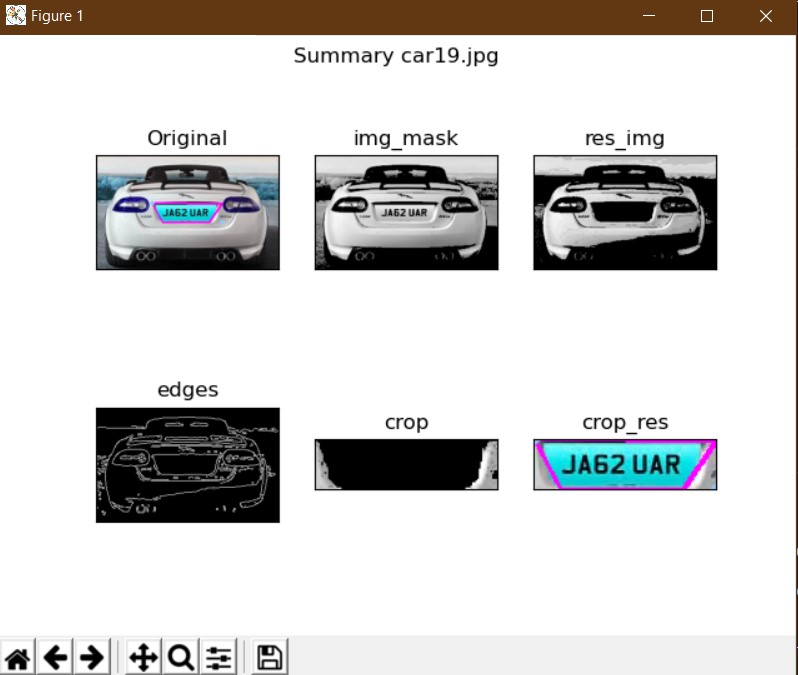 Figure 1
Summary car19.jpg
Original
img_mask
res_img
JA62 UAR
JA62 UAR
edges
crop
crop_res
JA62 UAR